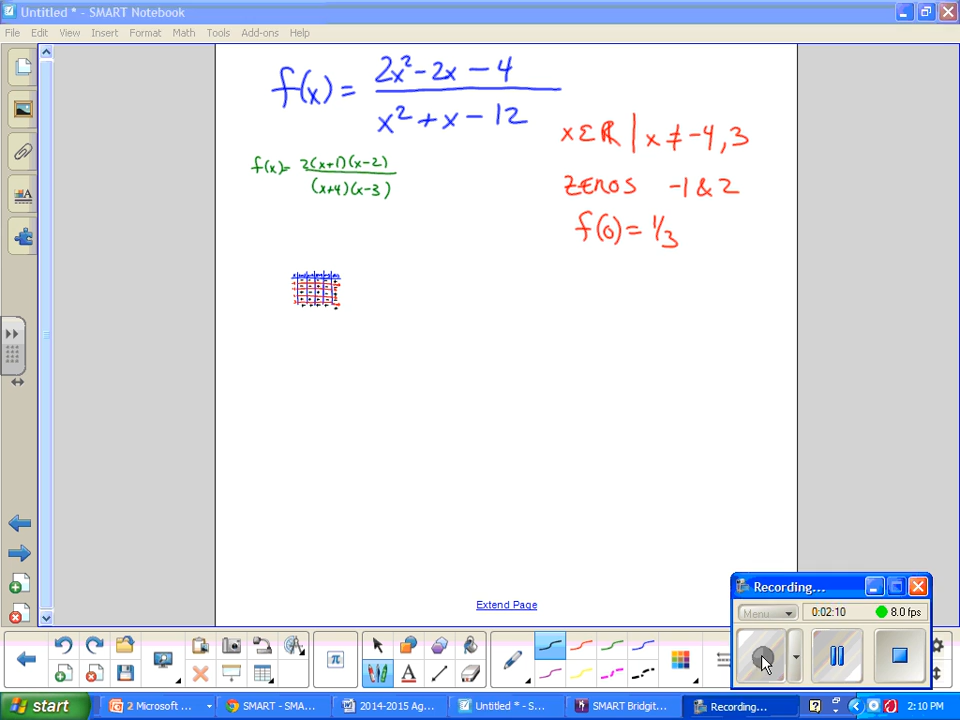 Untitled * - SMART Notebook
File Edit View Insert Format Math Tools Add-ons Help
f(x) = 2x² - 2x - 4
x² + x - 12
x ∈ ℝ | x ≠ -4, 3
f(x) = 2(x+1)(x-2)
(x+4)(x-3)
ZEROS -1 & 2
f(0) = 1/3
Extend Page
Recording...
Menu 0:02:10 8.0 fps
π
A
start
2 Microsoft ...
SMART - SMA...
2014-2015 Ag...
Untitled * - S...
SMART Bridgit...
Recording...
2:10 PM